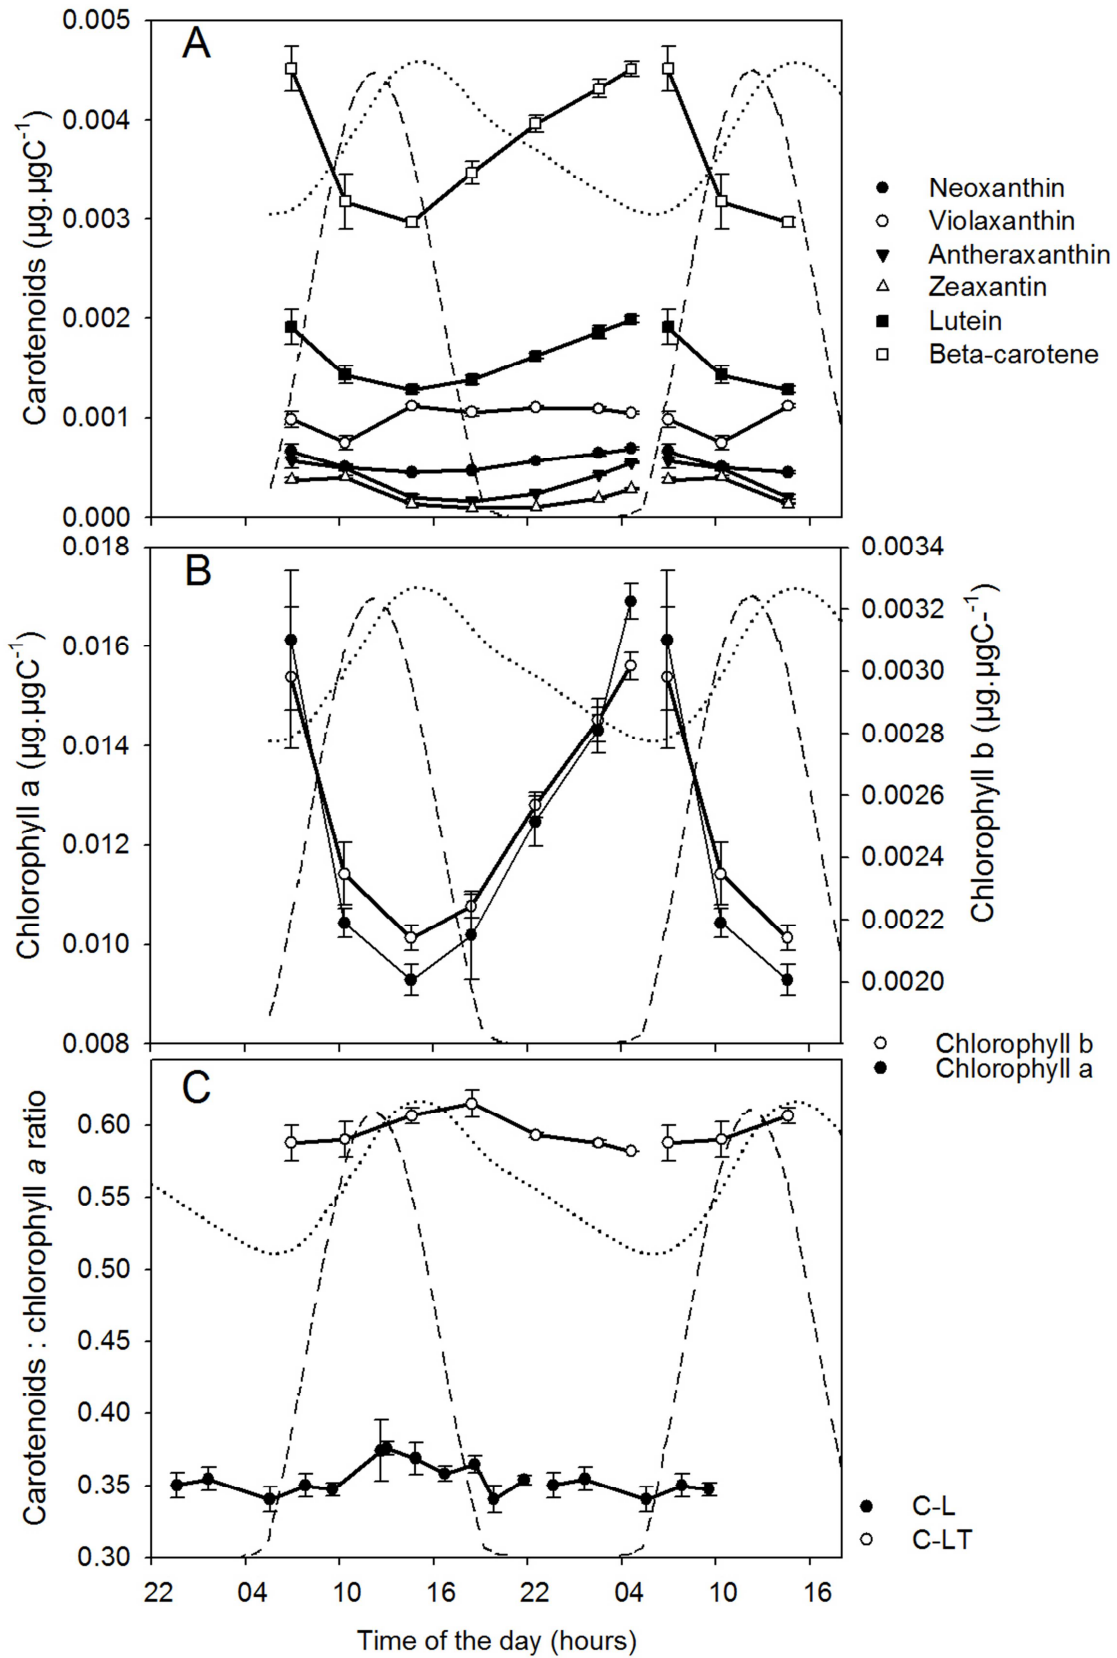 A
0.005
0.004
0.003
0.002
0.001
0.000
Carotenoids (µg.µgC⁻¹)
Neoxanthin
Violaxanthin
Antheraxanthin
Zeaxantin
Lutein
Beta-carotene
B
0.018
0.016
0.014
0.012
0.010
0.008
Chlorophyll a (µg.µgC⁻¹)
0.0034
0.0032
0.0030
0.0028
0.0026
0.0024
0.0022
0.0020
Chlorophyll b (µg.µgC-⁻¹)
Chlorophyll b
Chlorophyll a
C
0.60
0.55
0.50
0.45
0.40
0.35
0.30
Carotenoids : chlorophyll a ratio
C-L
C-LT
22 04 10 16 22 04 10 16
Time of the day (hours)